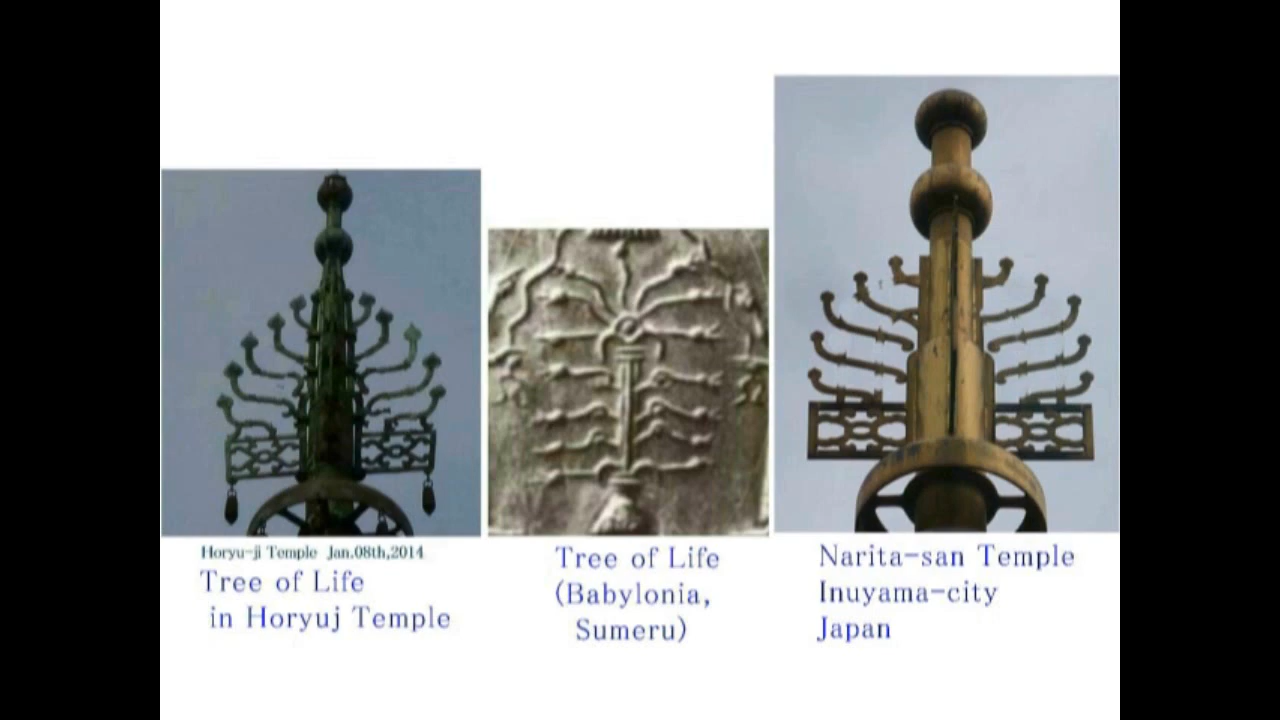 Horyu-ji Temple Jan.08th,2014
Tree of Life
in Horyuj Temple
Tree of Life
(Babylonia,
Sumeru)
Narita-san Temple
Inuyama-city
Japan